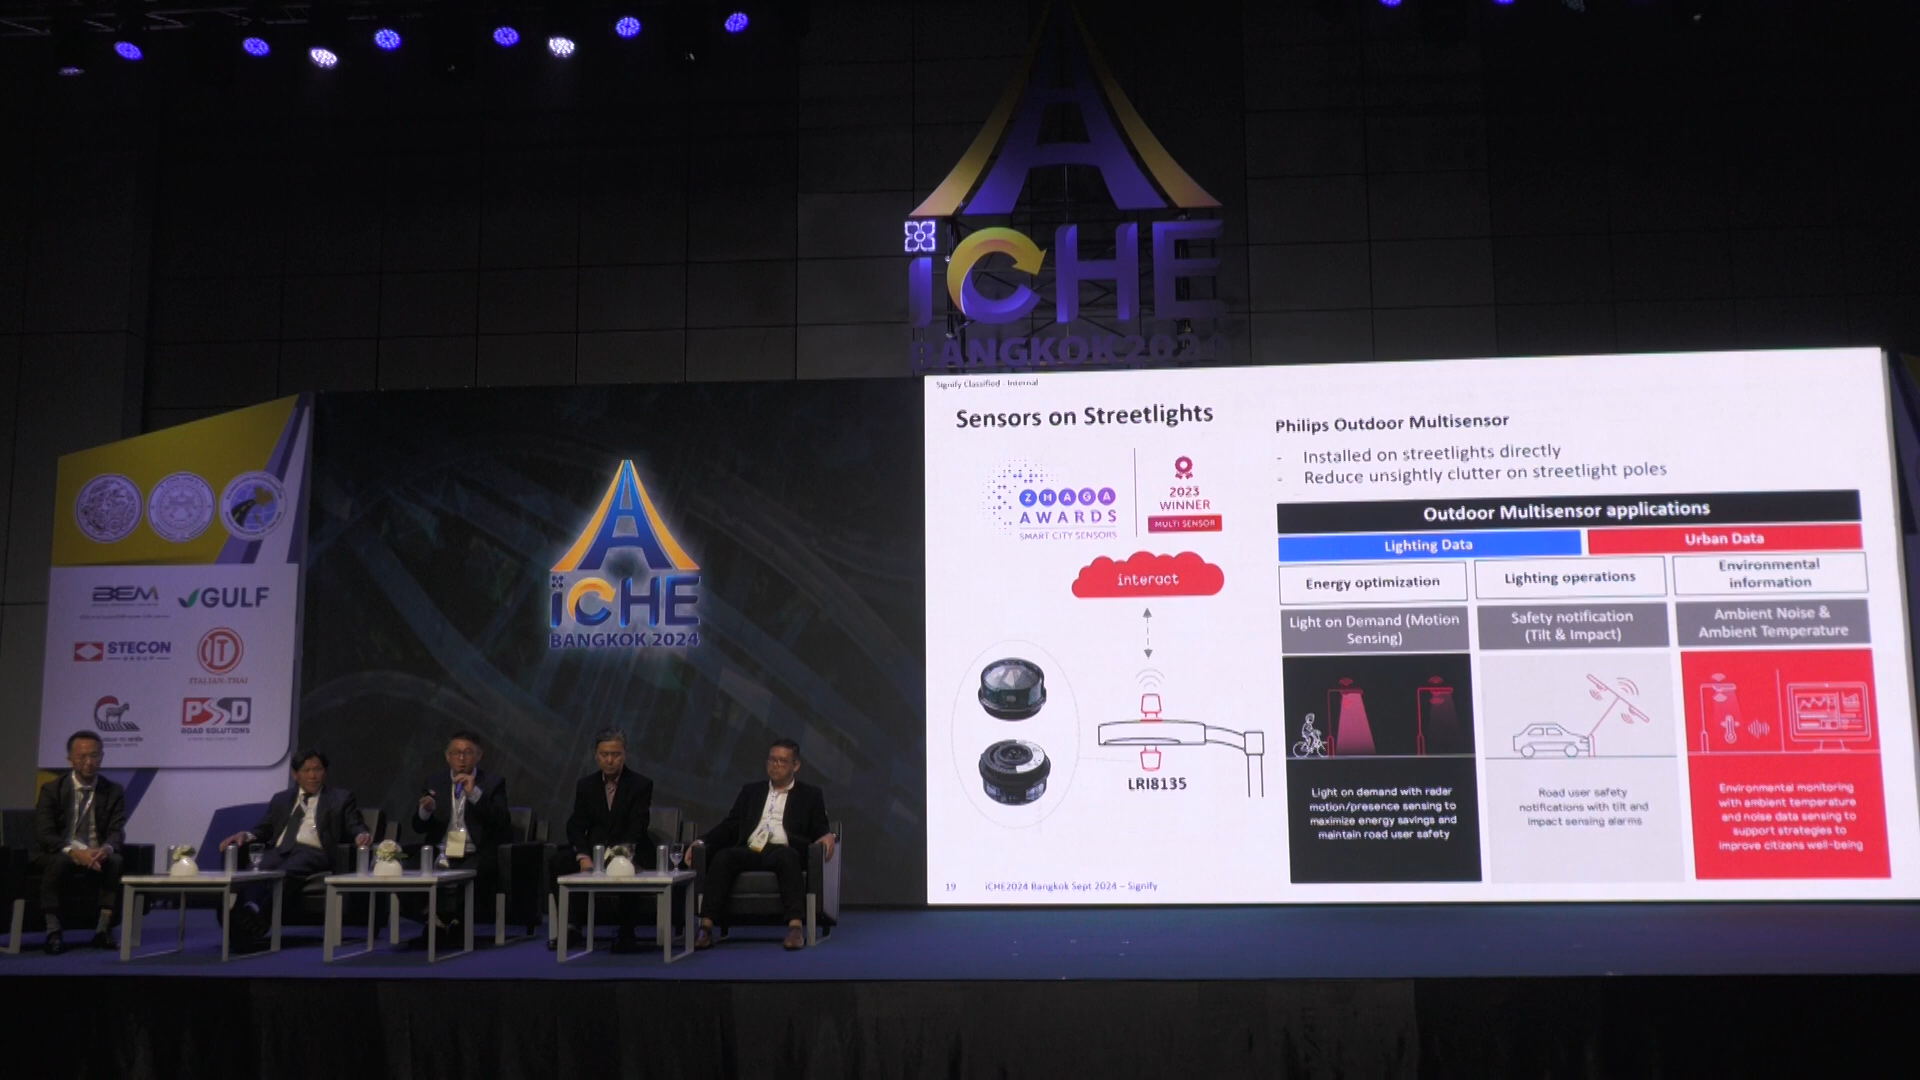 iCHE
BANGKOK 2024
BEM
GULF
STECON
GROUP
ITD
ITALIAN-THAI
PSSD
ROAD SOLUTIONS
iCHE
BANGKOK 2024
Signify Classified - Internal
Sensors on Streetlights
ZHAGA
AWARDS
SMART CITY SENSORS
2023
WINNER
MULTI SENSOR
interact
LRI8135
19 iCHE2024 Bangkok Sept 2024 – Signify
Philips Outdoor Multisensor
- Installed on streetlights directly
- Reduce unsightly clutter on streetlight poles
Outdoor Multisensor applications
Lighting Data
Urban Data
Energy optimization
Lighting operations
Environmental
information
Light on Demand (Motion
Sensing)
Safety notification
(Tilt & Impact)
Ambient Noise &
Ambient Temperature
Light on demand with radar
motion/presence sensing to
maximize energy savings and
maintain road user safety
Road user safety
notifications with tilt and
impact sensing alarms
Environmental monitoring
with ambient temperature
and noise data sensing to
support strategies to
improve citizens well-being